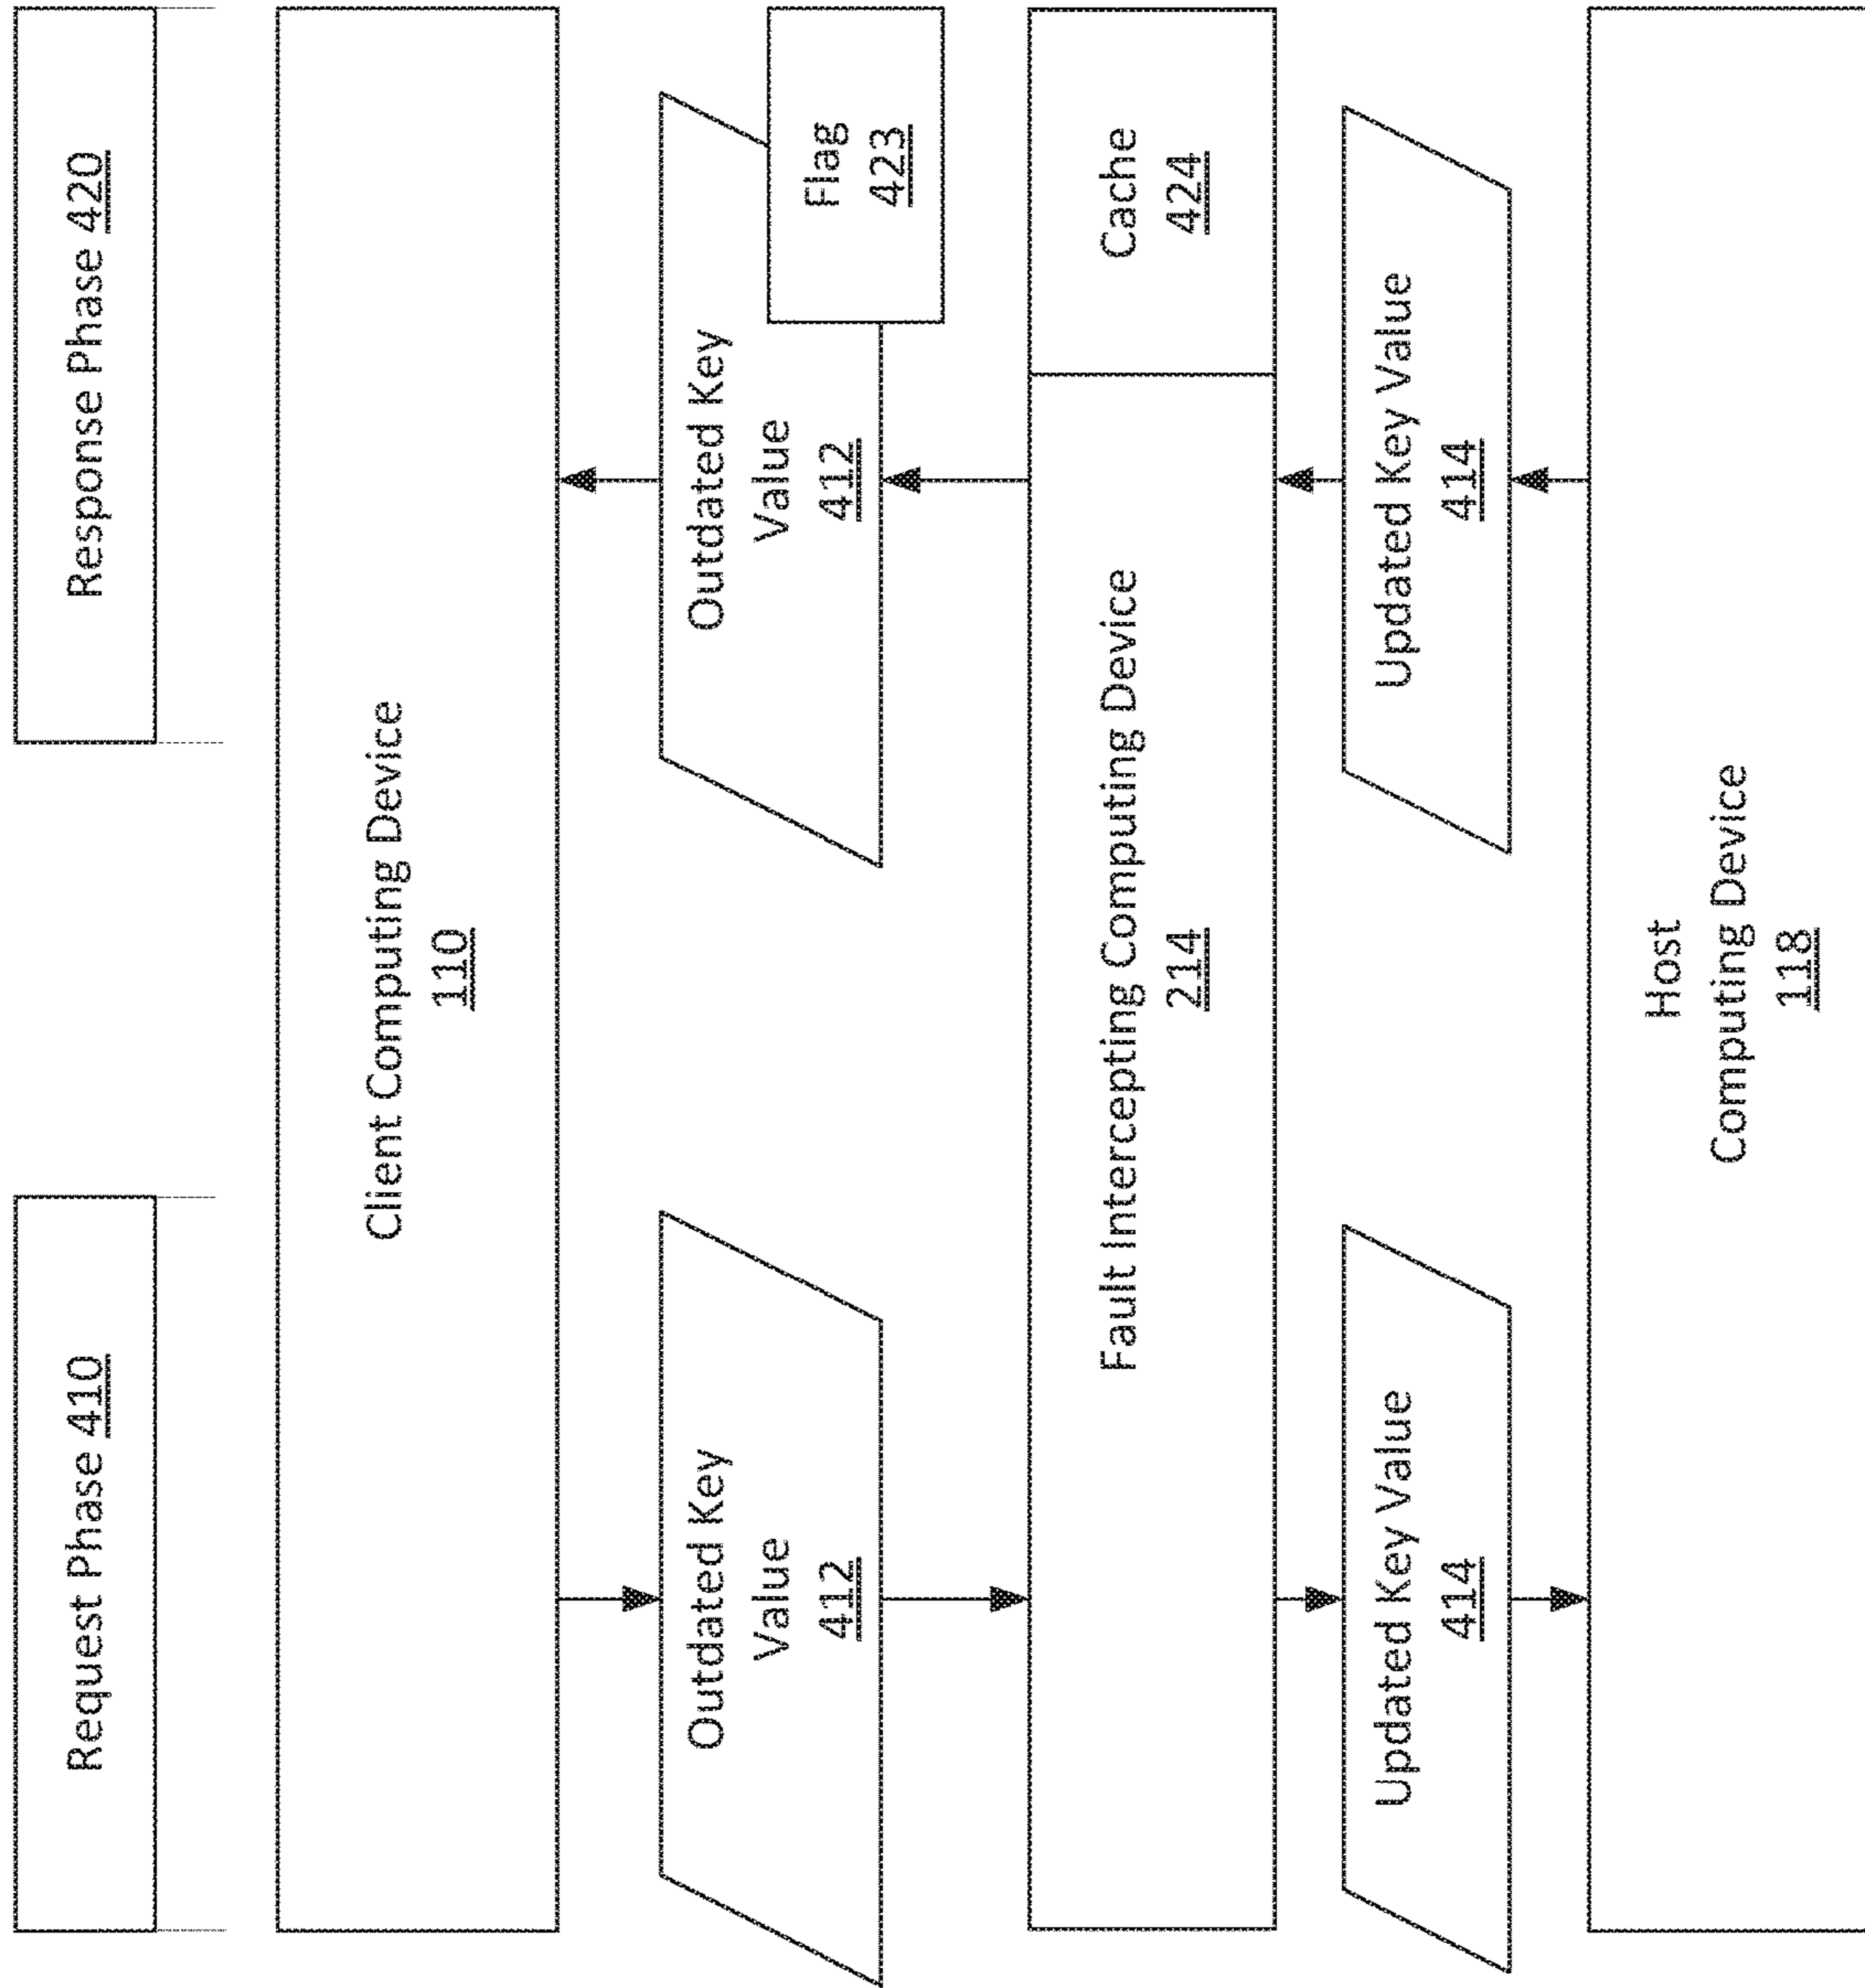 Request Phase 410
Response Phase 420
Client Computing Device
110
Outdated Key
Value
412
Outdated Key
Value
412
Flag
423
Fault Intercepting Computing Device
214
Cache
424
Updated Key Value
414
Updated Key Value
414
Host
Computing Device
118